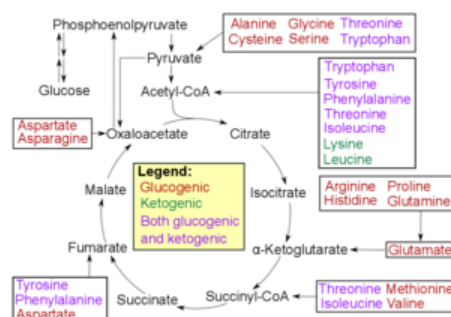 Phosphoenolpyruvate
Alanine Glycine Threonine
Cysteine Serine Tryptophan
Pyruvate
Glucose
Acetyl-CoA
Tryptophan
Tyrosine
Phenylalanine
Threonine
Isoleucine
Lysine
Leucine
Aspartate
Asparagine
Oxaloacetate
Citrate
Legend:
Glucogenic
Ketogenic
Both glucogenic
and ketogenic
Malate
Isocitrate
Arginine Proline
Histidine Glutamine
Fumarate
α-Ketoglutarate
Glutamate
Tyrosine
Phenylalanine
Aspartate
Succinate
Succinyl-CoA
Threonine Methionine
Isoleucine Valine